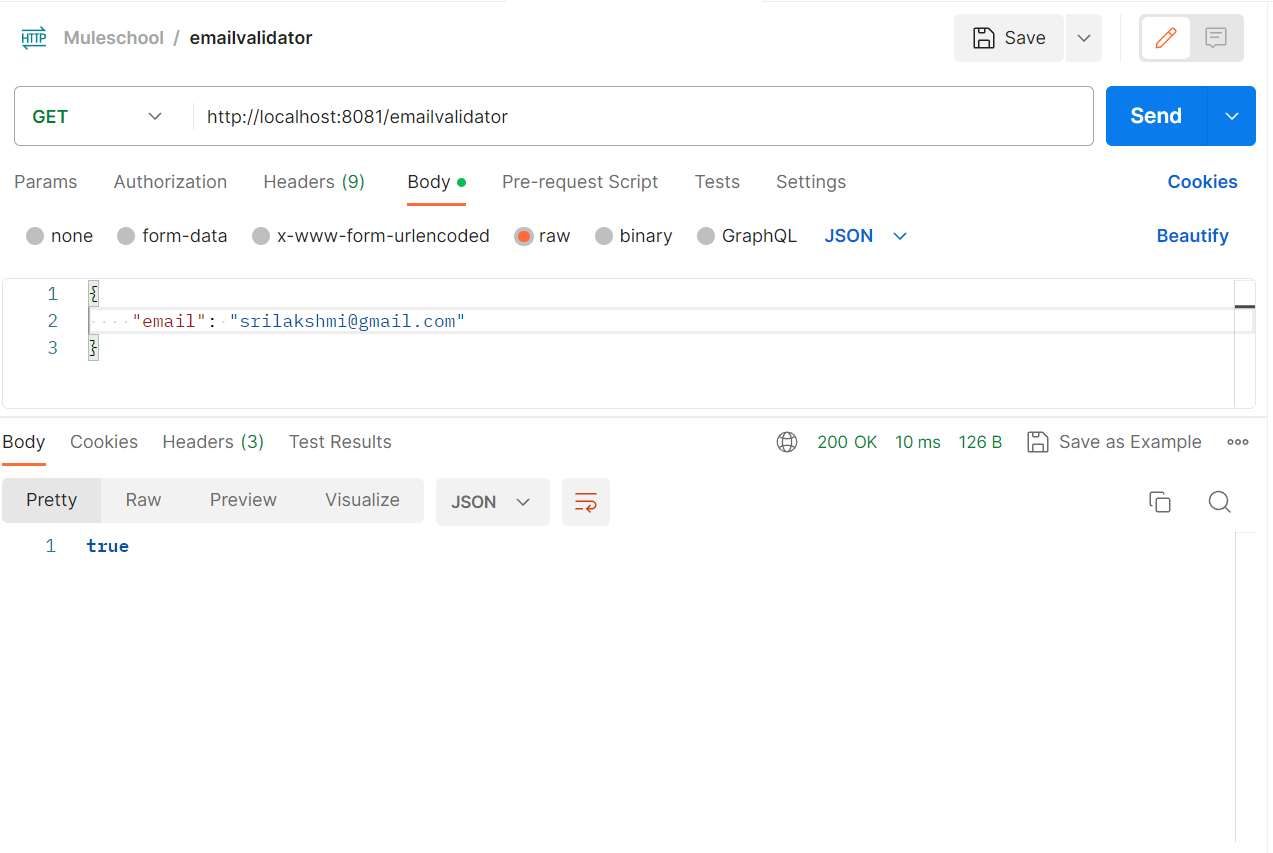 HTTP Muleschool / emailvalidator Save
GET http://localhost:8081/emailvalidator Send
Params Authorization Headers (9) Body Pre-request Script Tests Settings Cookies
none form-data x-www-form-urlencoded raw binary GraphQL JSON Beautify
1 {
2 "email": "srilakshmi@gmail.com"
3 }
Body Cookies Headers (3) Test Results 200 OK 10 ms 126 B Save as Example
Pretty Raw Preview Visualize JSON
1 true